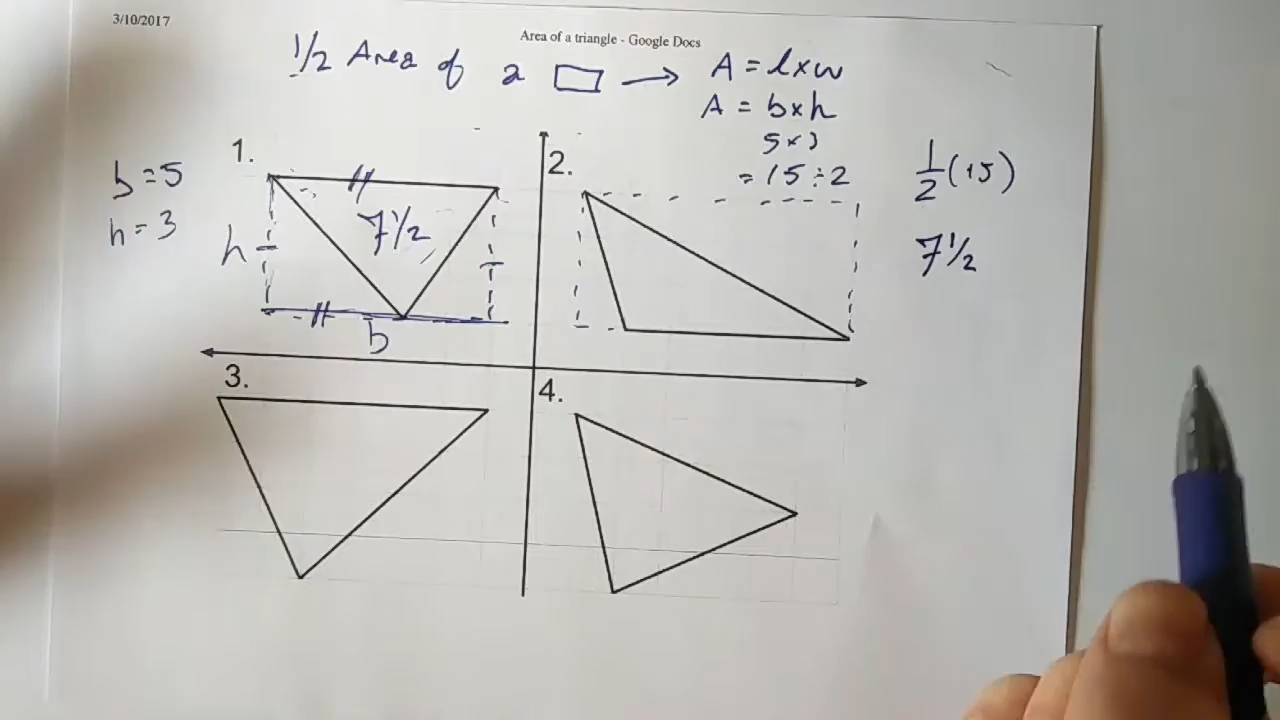 3/10/2017
Area of a triangle - Google Docs
1/2 Area of a → A = l x w
A = b x h
5 x 3
= 15 ÷ 2
1/2 (15)
7 1/2
1.
b = 5
h = 3
h
7 1/2
b
2.
3.
4.